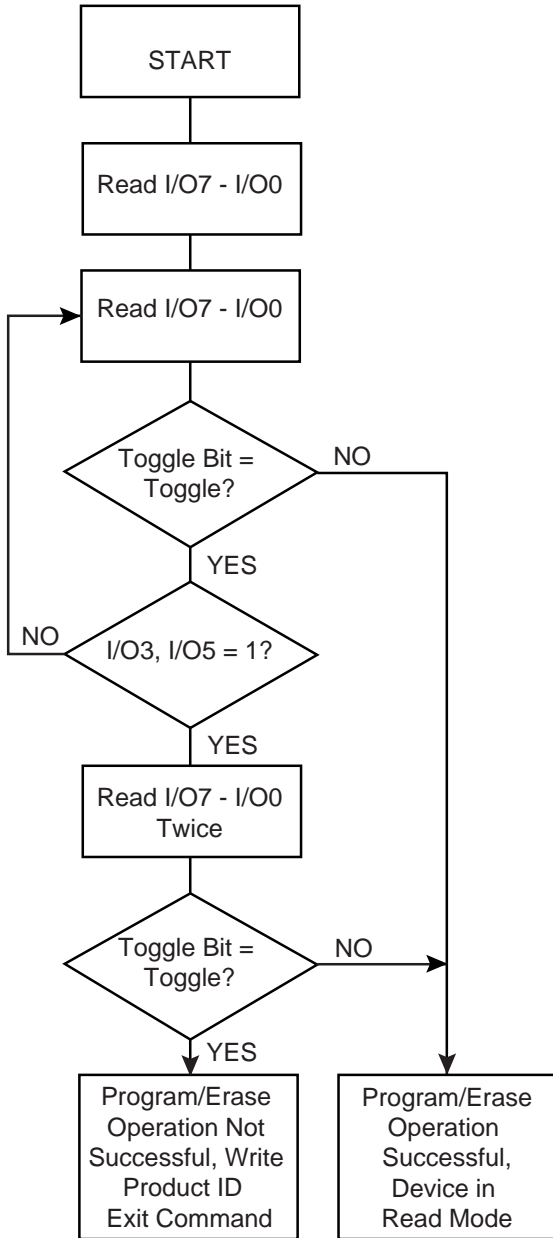 START
Read I/O7 - I/O0
Read I/O7 - I/O0
Toggle Bit =
Toggle?
NO
YES
NO
I/O3, I/O5 = 1?
YES
Read I/O7 - I/O0
Twice
Toggle Bit =
Toggle?
NO
YES
Program/Erase
Operation Not
Successful, Write
Product ID
Exit Command
Program/Erase
Operation
Successful,
Device in
Read Mode